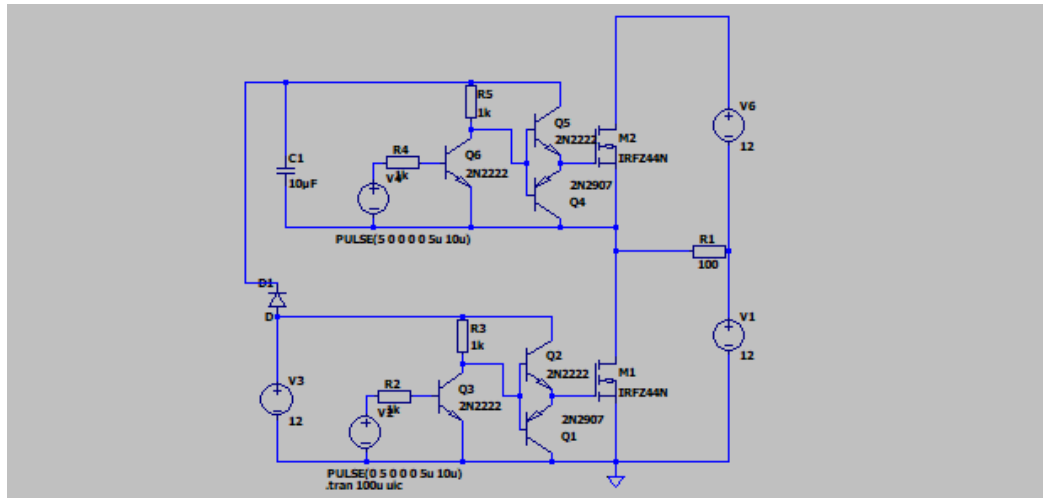 V6
12
R5
1k
Q5
2N2222
M2
IRFZ44N
R4
1k
Q6
2N2222
C1
10µF
V4
2N2907
Q4
PULSE(5 0 0 0 0 5u 10u)
R1
100
D1
D
R3
1k
Q2
2N2222
V1
12
M1
IRFZ44N
V3
12
R2
1k
Q3
2N2222
2N2907
Q1
PULSE(0 5 0 0 0 5u 10u)
.tran 100u uic